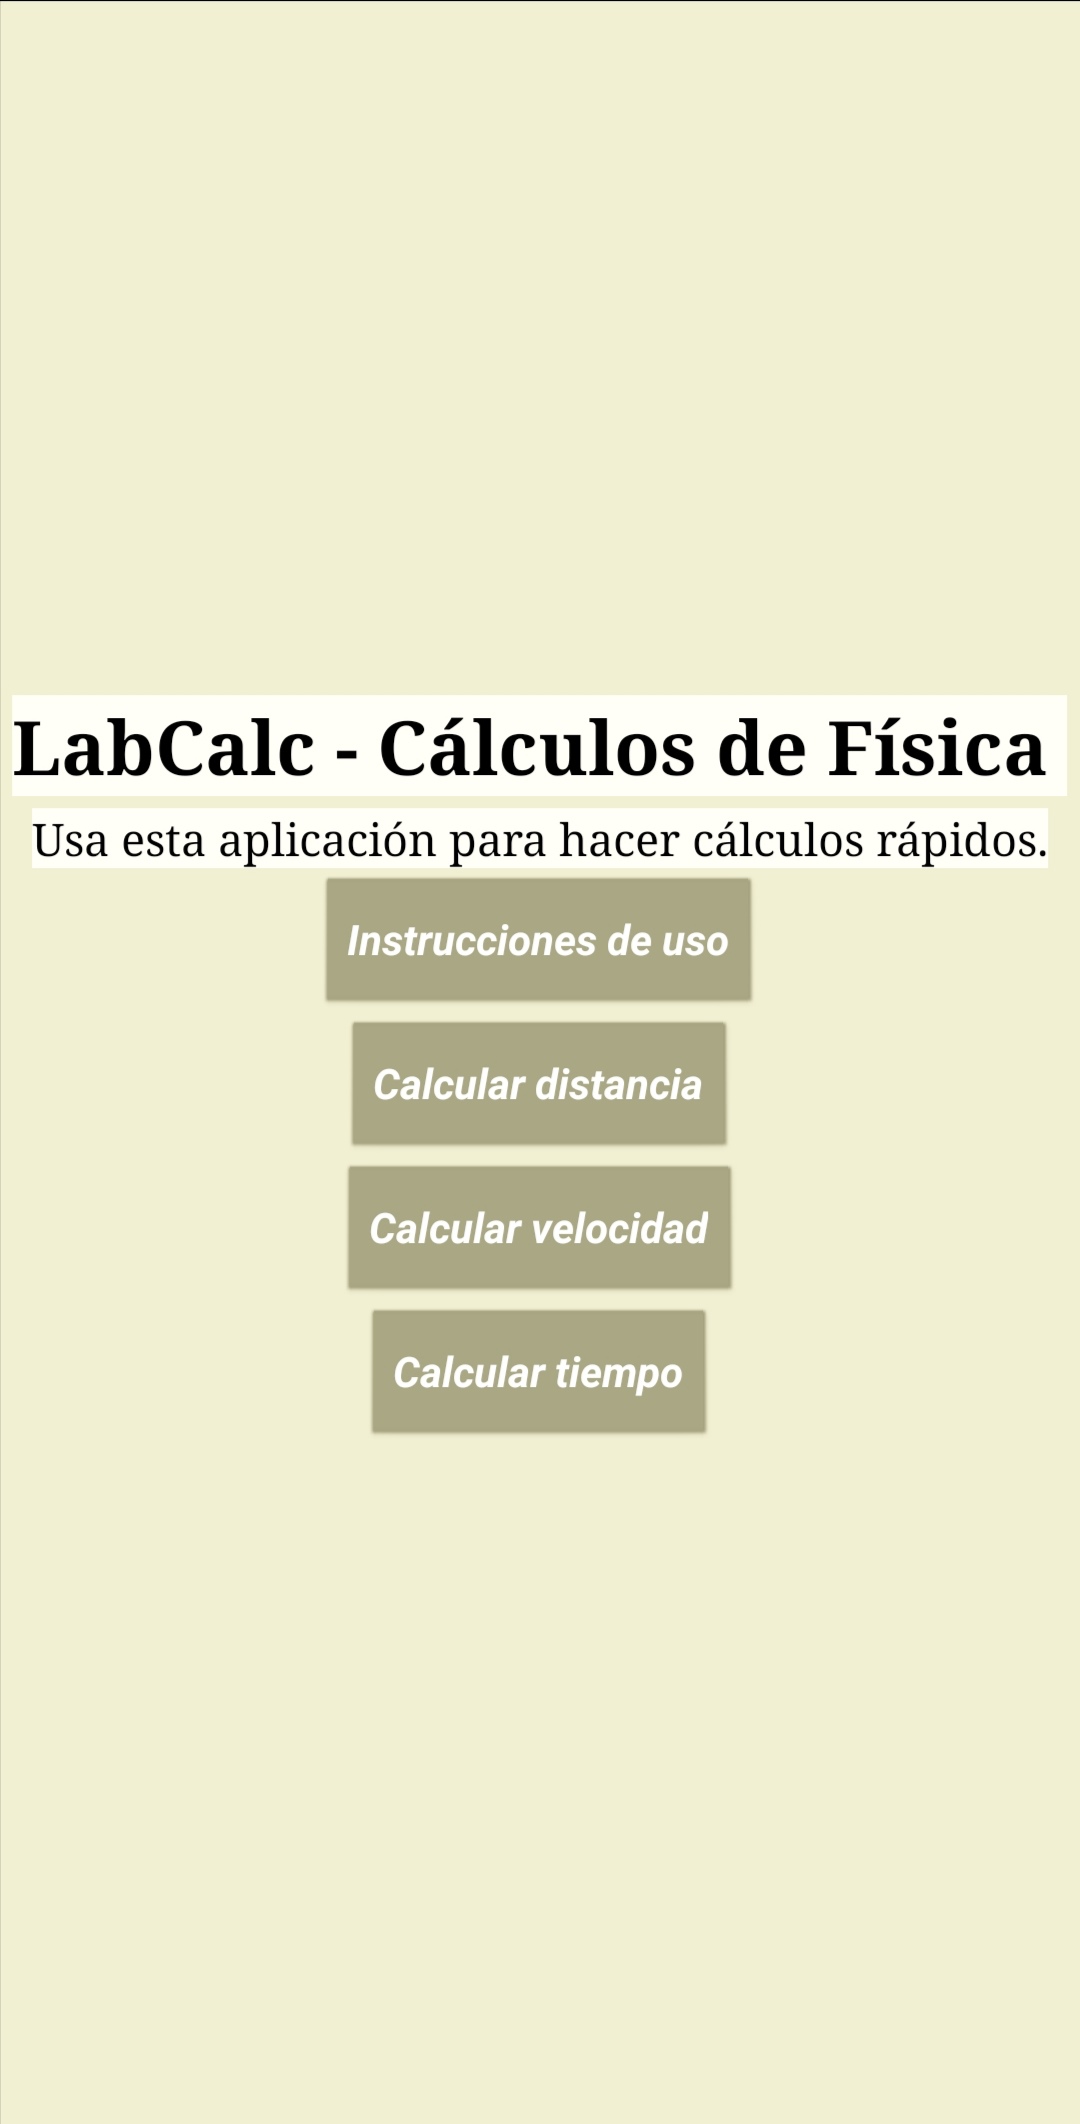 LabCalc - Cálculos de Física
Usa esta aplicación para hacer cálculos rápidos.
Instrucciones de uso
Calcular distancia
Calcular velocidad
Calcular tiempo